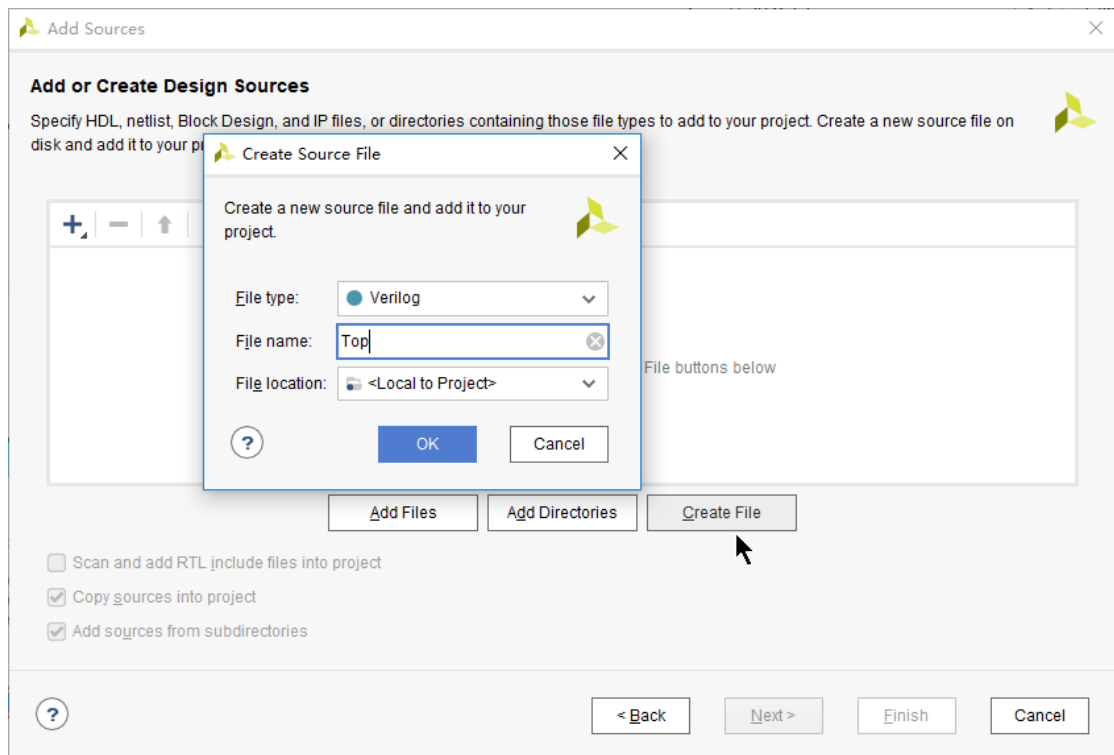 Add Sources
Add or Create Design Sources
Specify HDL, netlist, Block Design, and IP files, or directories containing those file types to add to your project. Create a new source file on
disk and add it to your
Create Source File
Create a new source file and add it to your
project.
File type:
Verilog
File name:
Top
File location:
<Local to Project>
?
OK
Cancel
File buttons below
Add Files
Add Directories
Create File
Scan and add RTL include files into project
Copy sources into project
Add sources from subdirectories
?
< Back
Next >
Finish
Cancel